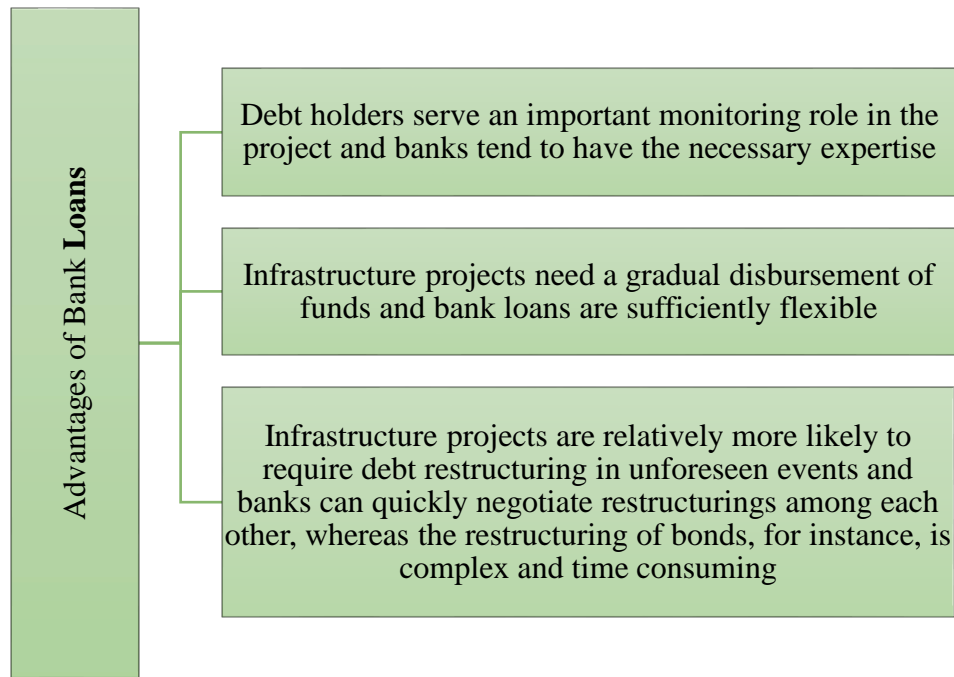 Advantages of Bank Loans
Debt holders serve an important monitoring role in the
project and banks tend to have the necessary expertise
Infrastructure projects need a gradual disbursement of
funds and bank loans are sufficiently flexible
Infrastructure projects are relatively more likely to
require debt restructuring in unforeseen events and
banks can quickly negotiate restructurings among each
other, whereas the restructuring of bonds, for instance, is
complex and time consuming